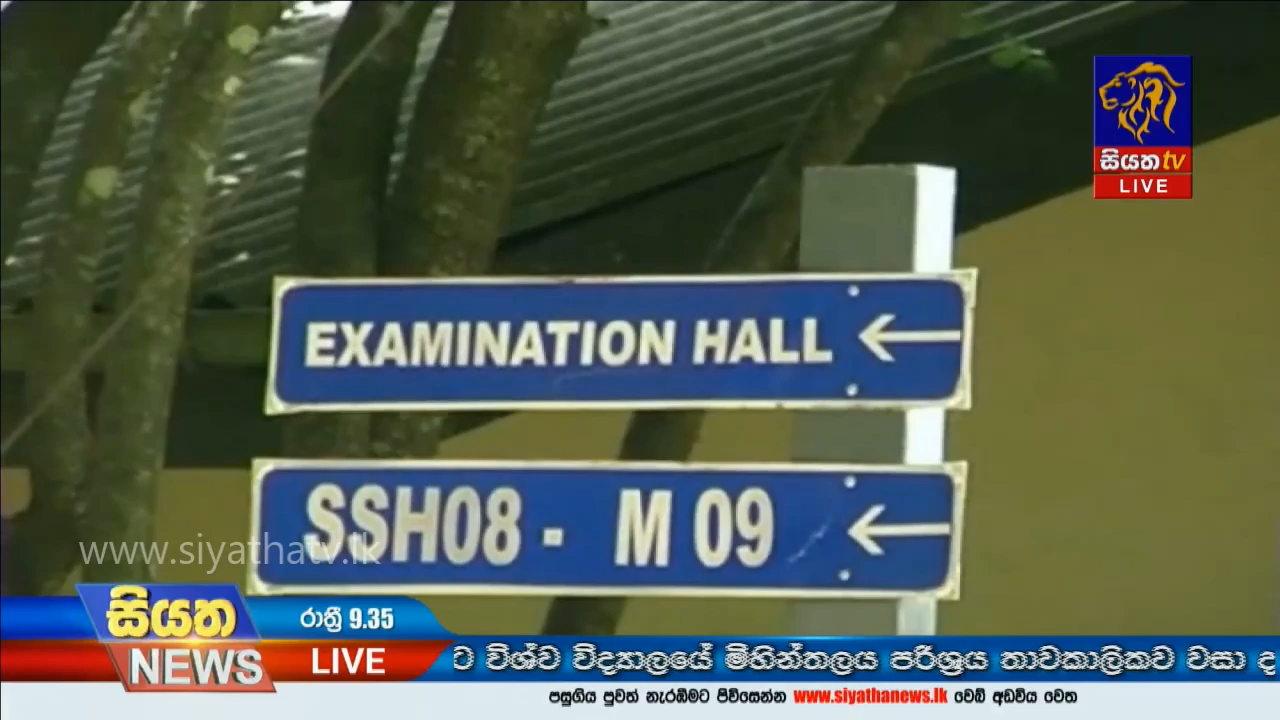 සියත tv
LIVE
EXAMINATION HALL
SSH08 - M 09
www.siyathatv.lk
සියත
NEWS
රාත්‍රී 9.35
LIVE
ට විශ්ව විද්‍යාලයේ මිහින්තලය පරිශ්‍රය තාවකාලිකව වසා ද
පසුගිය පුවත් නැරඹීමට පිවිසෙන්න www.siyathanews.lk වෙබ් අඩවිය වෙත